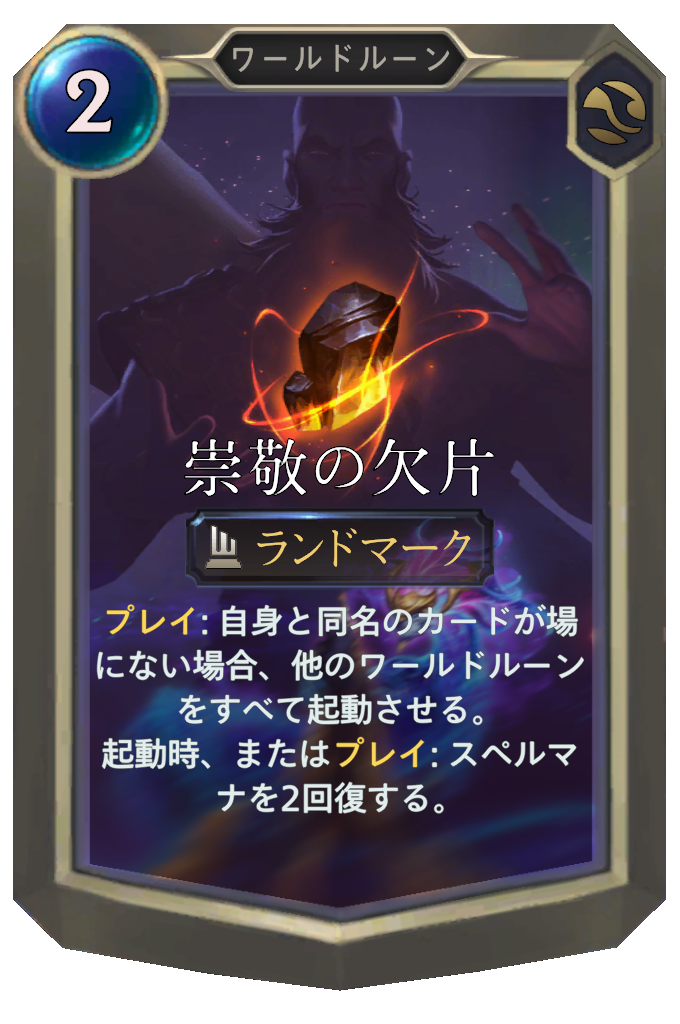 2
ワールドルーン
崇敬の欠片
ランドマーク
プレイ: 自身と同名のカードが場
にない場合、他のワールドルーン
をすべて起動させる。
起動時、またはプレイ: スペルマ
ナを2回復する。